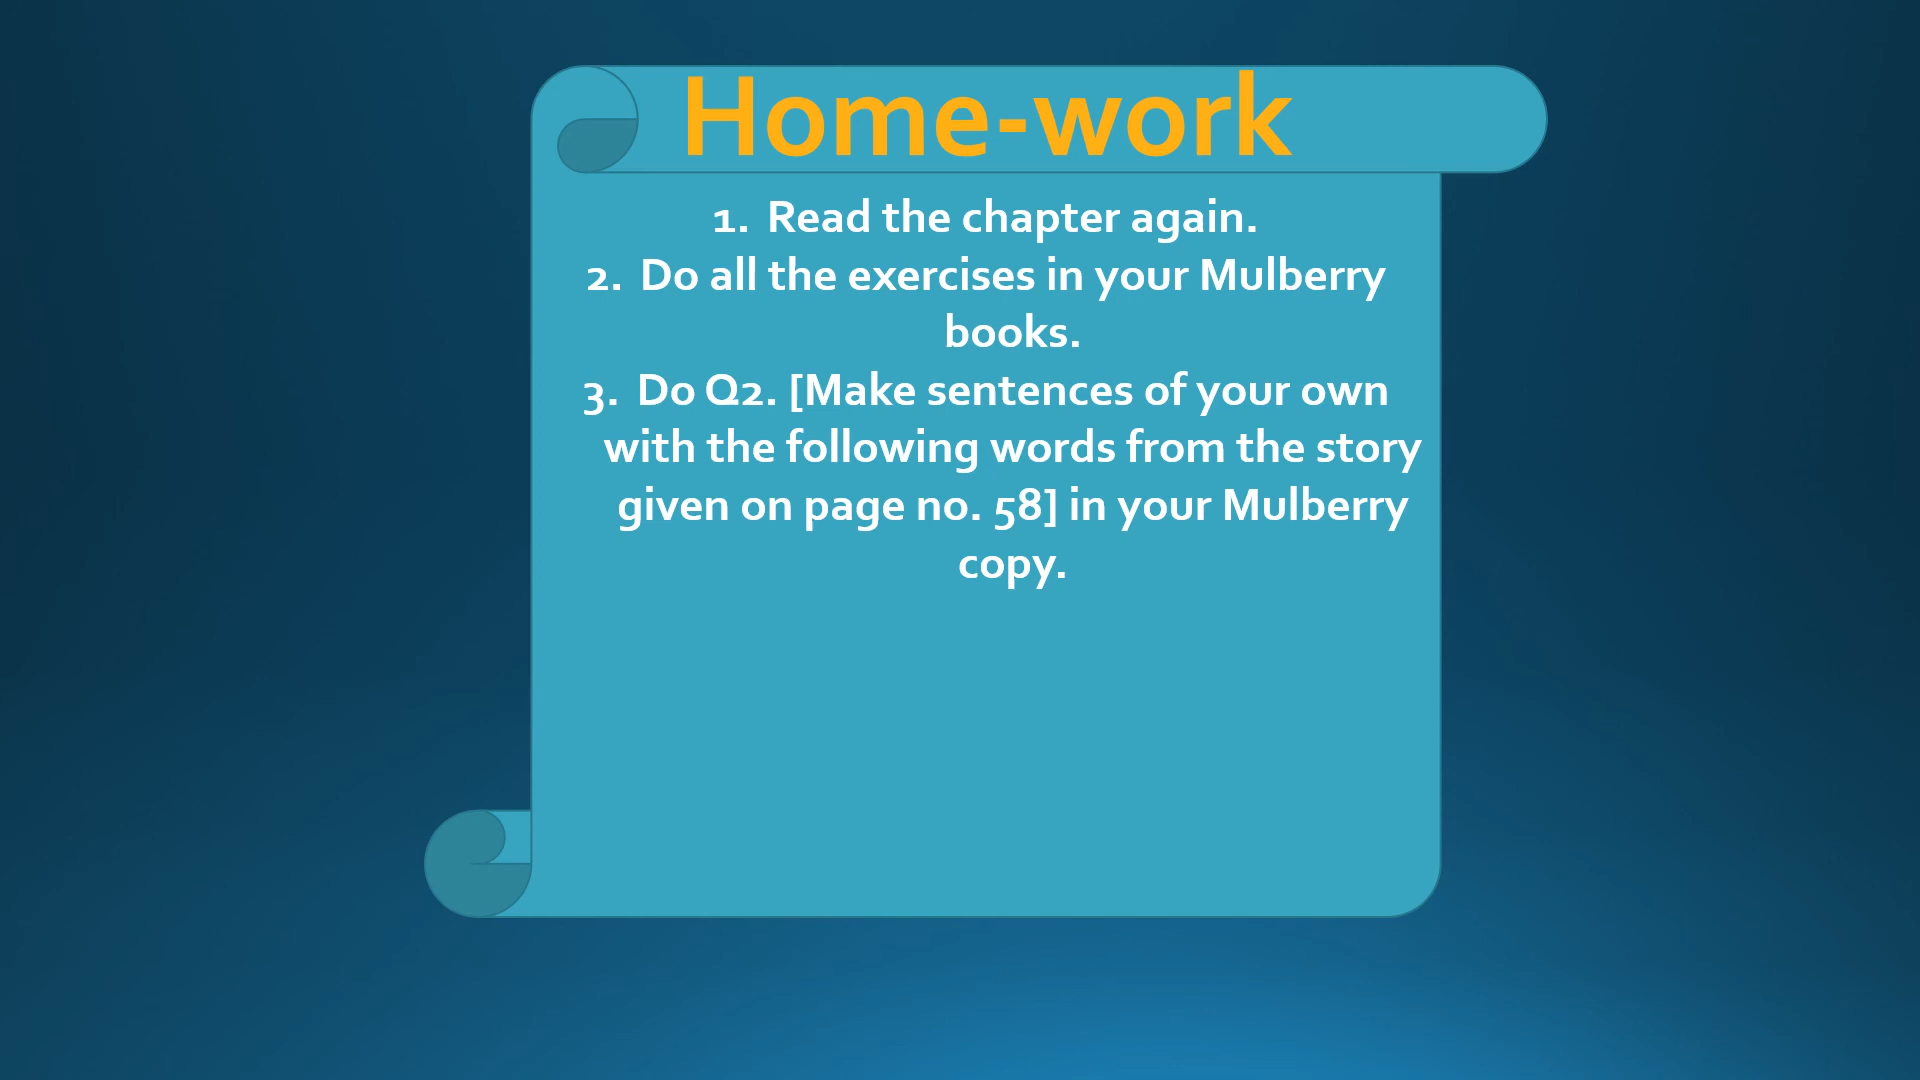 Home-work
1. Read the chapter again.
2. Do all the exercises in your Mulberry
books.
3. Do Q2. [Make sentences of your own
with the following words from the story
given on page no. 58] in your Mulberry
copy.